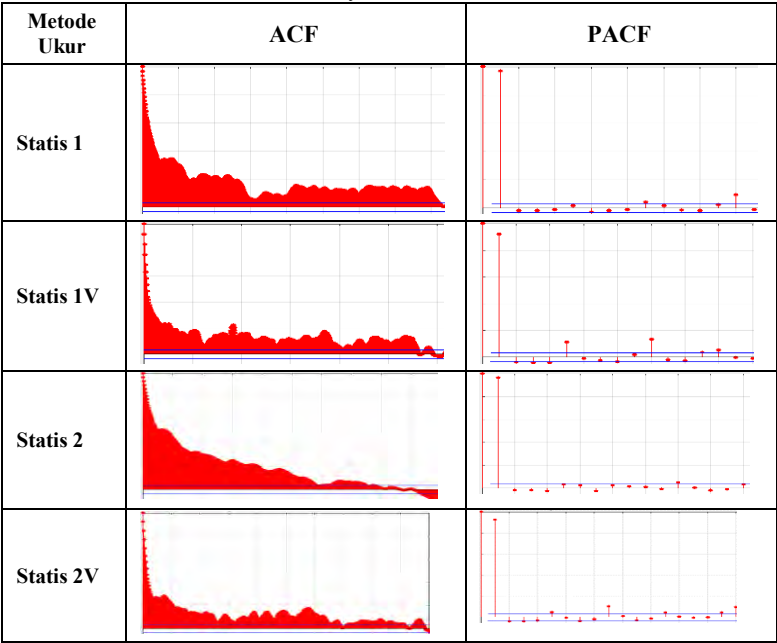 Metode
Ukur
ACF
PACF
Statis 1
Statis 1V
Statis 2
Statis 2V